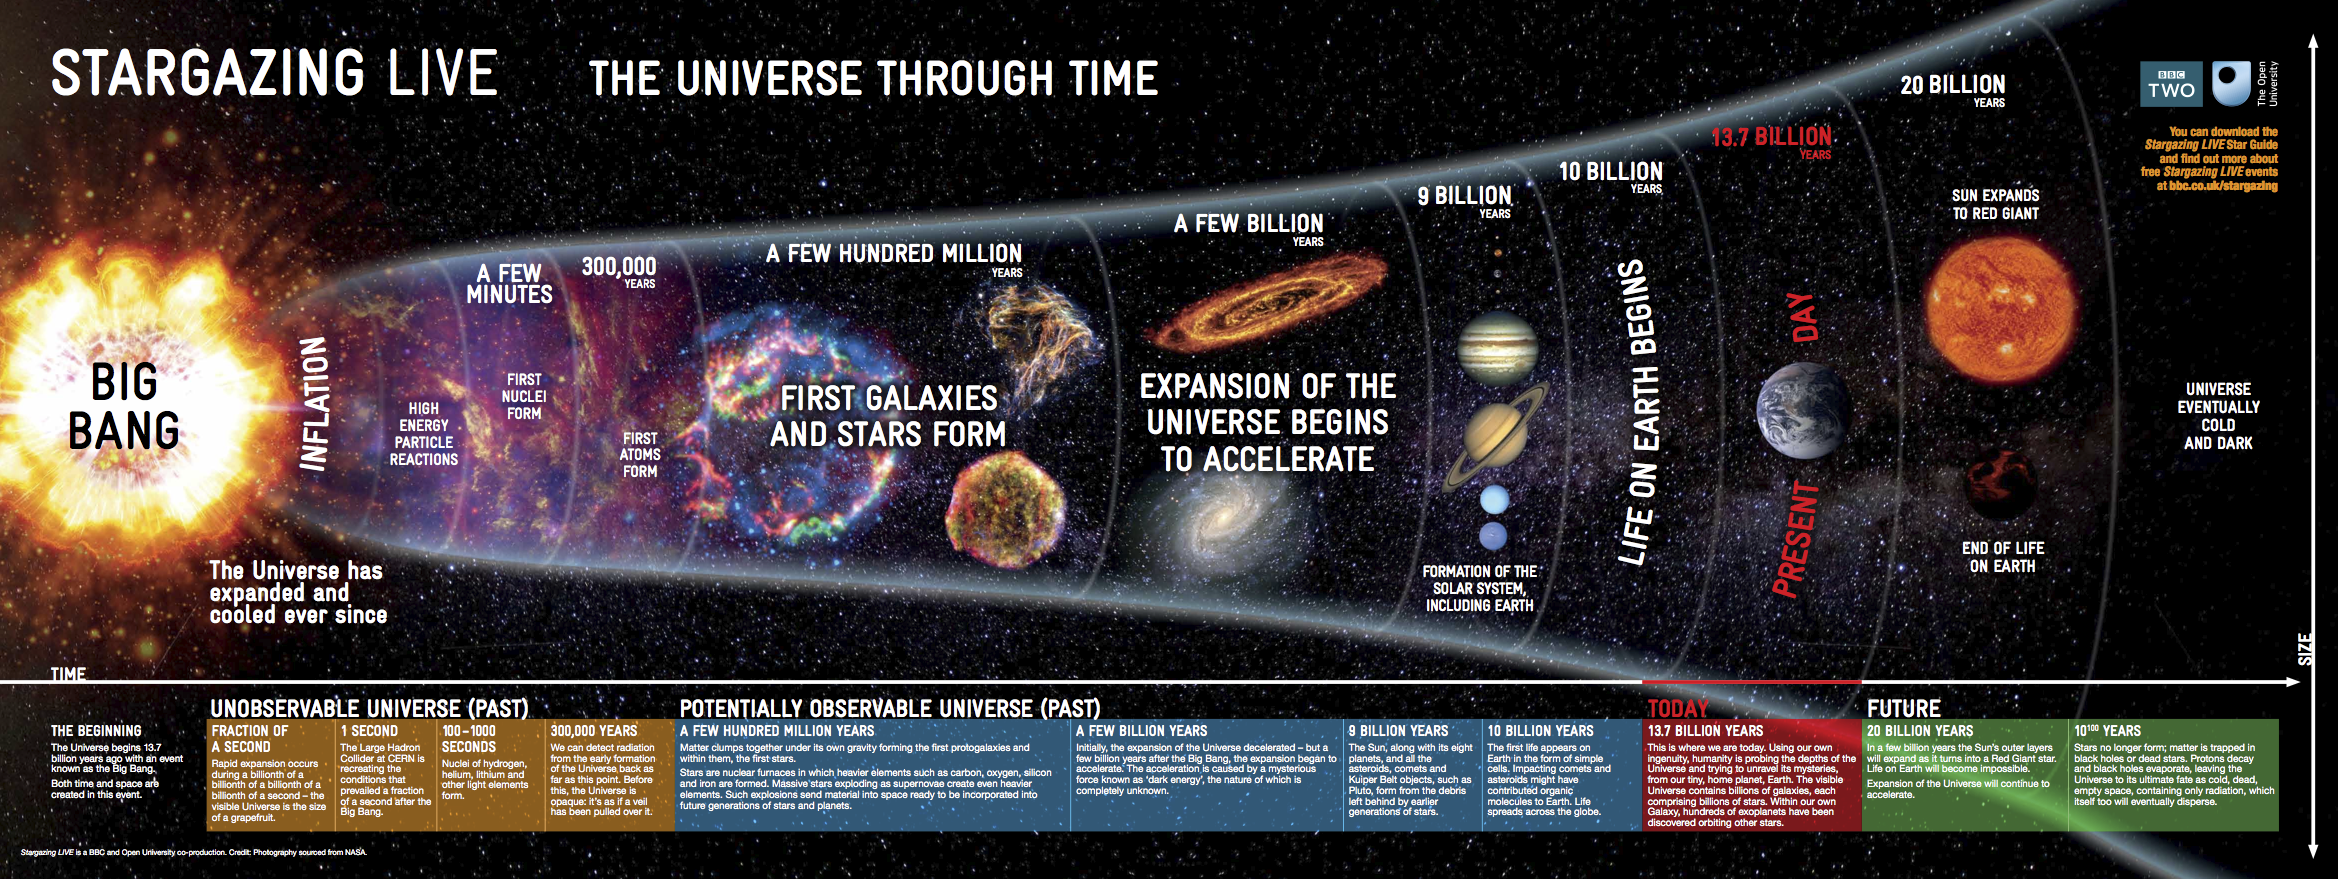 STARGAZING LIVE
THE UNIVERSE THROUGH TIME
BBC
TWO
The Open
University
You can download the
Stargazing LIVE Star Guide
and find out more about
free Stargazing LIVE events
at bbc.co.uk/stargazing
BIG
BANG
INFLATION
HIGH
ENERGY
PARTICLE
REACTIONS
A FEW
MINUTES
FIRST
NUCLEI
FORM
300,000
YEARS
FIRST
ATOMS
FORM
A FEW HUNDRED MILLION
YEARS
FIRST GALAXIES
AND STARS FORM
A FEW BILLION
YEARS
EXPANSION OF THE
UNIVERSE BEGINS
TO ACCELERATE
9 BILLION
YEARS
FORMATION OF THE
SOLAR SYSTEM,
INCLUDING EARTH
10 BILLION
YEARS
LIFE ON EARTH BEGINS
13.7 BILLION
YEARS
PRESENT DAY
20 BILLION
YEARS
SUN EXPANDS
TO RED GIANT
END OF LIFE
ON EARTH
UNIVERSE
EVENTUALLY
COLD
AND DARK
The Universe has
expanded and
cooled ever since
TIME
SIZE
THE BEGINNING
The Universe begins 13.7
billion years ago with an event
known as the Big Bang.
Both time and space are
created in this event.
UNOBSERVABLE UNIVERSE (PAST)
FRACTION OF
A SECOND
Rapid expansion occurs
during a billionth of a
billionth of a billionth of a
billionth of a second – the
visible Universe is the size
of a grapefruit.
1 SECOND
The Large Hadron
Collider at CERN is
recreating the
conditions that
prevailed a fraction
of a second after the
Big Bang.
100-1000
SECONDS
Nuclei of hydrogen,
helium, lithium and
other light elements
form.
300,000 YEARS
We can detect radiation
from the early formation
of the Universe back as
far as this point. Before
this, the Universe is
opaque: it's as if a veil
has been pulled over it.
POTENTIALLY OBSERVABLE UNIVERSE (PAST)
A FEW HUNDRED MILLION YEARS
Matter clumps together under its own gravity forming the first protogalaxies and
within them, the first stars.
Stars are nuclear furnaces in which heavier elements such as carbon, oxygen, silicon
and iron are formed. Massive stars exploding as supernovae create even heavier
elements. Such explosions send material into space ready to be incorporated into
future generations of stars and planets.
A FEW BILLION YEARS
Initially, the expansion of the Universe decelerated – but a
few billion years after the Big Bang, the expansion began to
accelerate. The acceleration is caused by a mysterious
force known as 'dark energy', the nature of which is
completely unknown.
9 BILLION YEARS
The Sun, along with its eight
planets, and all the
asteroids, comets and
Kuiper Belt objects, such as
Pluto, form from the debris
left behind by earlier
generations of stars.
10 BILLION YEARS
The first life appears on
Earth in the form of simple
cells. Impacting comets and
asteroids might have
contributed organic
molecules to Earth. Life
spreads across the globe.
TODAY
13.7 BILLION YEARS
This is where we are today. Using our own
ingenuity, humanity is probing the depths of the
Universe and trying to unravel its mysteries,
from our tiny, home planet, Earth. The visible
Universe contains billions of galaxies, each
comprising billions of stars. Within our own
Galaxy, hundreds of exoplanets have been
discovered orbiting other stars.
FUTURE
20 BILLION YEARS
In a few billion years the Sun's outer layers
will expand as it turns into a Red Giant star.
Life on Earth will become impossible.
Expansion of the Universe will continue to
accelerate.
10¹⁰⁰ YEARS
Stars no longer form; matter is trapped in
black holes or dead stars. Protons decay
and black holes evaporate, leaving the
Universe to its ultimate fate as cold, dead,
empty space, containing only radiation, which
itself too will eventually disperse.
Stargazing LIVE is a BBC and Open University co-production. Credit: Photography sourced from NASA.